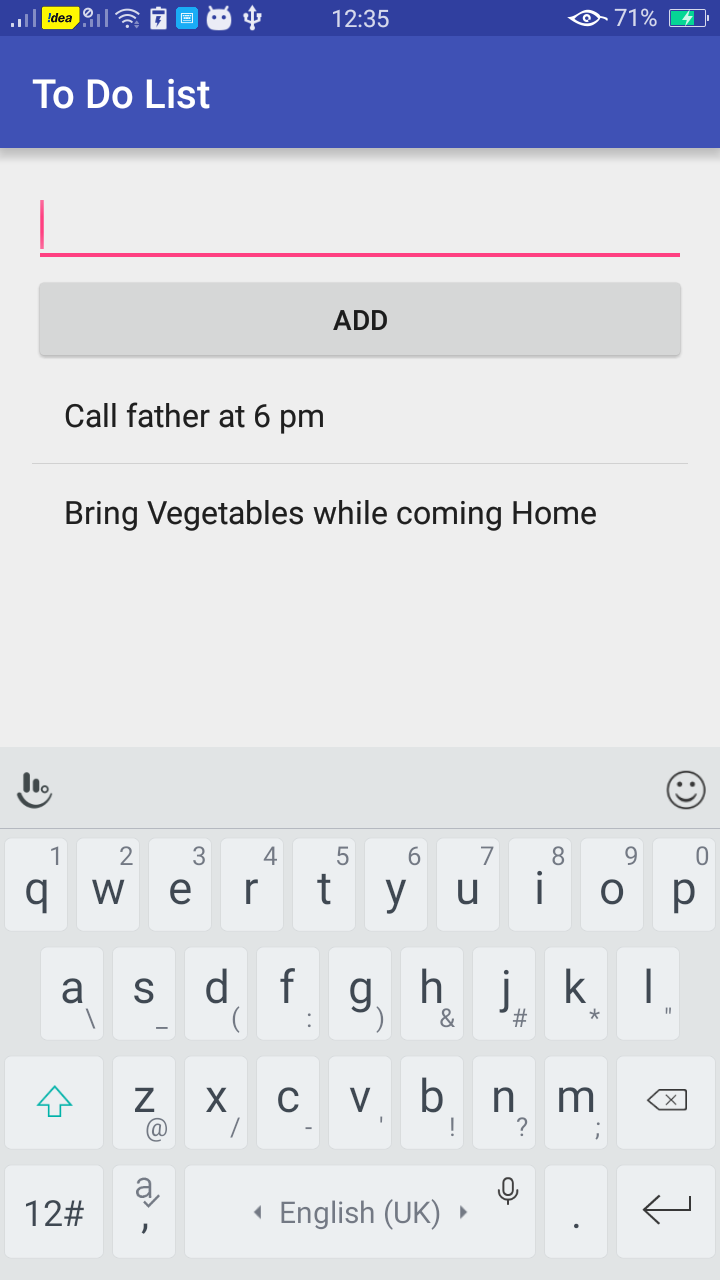 !dea 12:35 71%
To Do List
ADD
Call father at 6 pm
Bring Vegetables while coming Home
1 2 3 4 5 6 7 8 9 0
q w e r t y u i o p
a s d f g h j k l
\ _ ( : ) & # * "
z x c v b n m
@ / - ' ! ? ;
12# a , English (UK) .